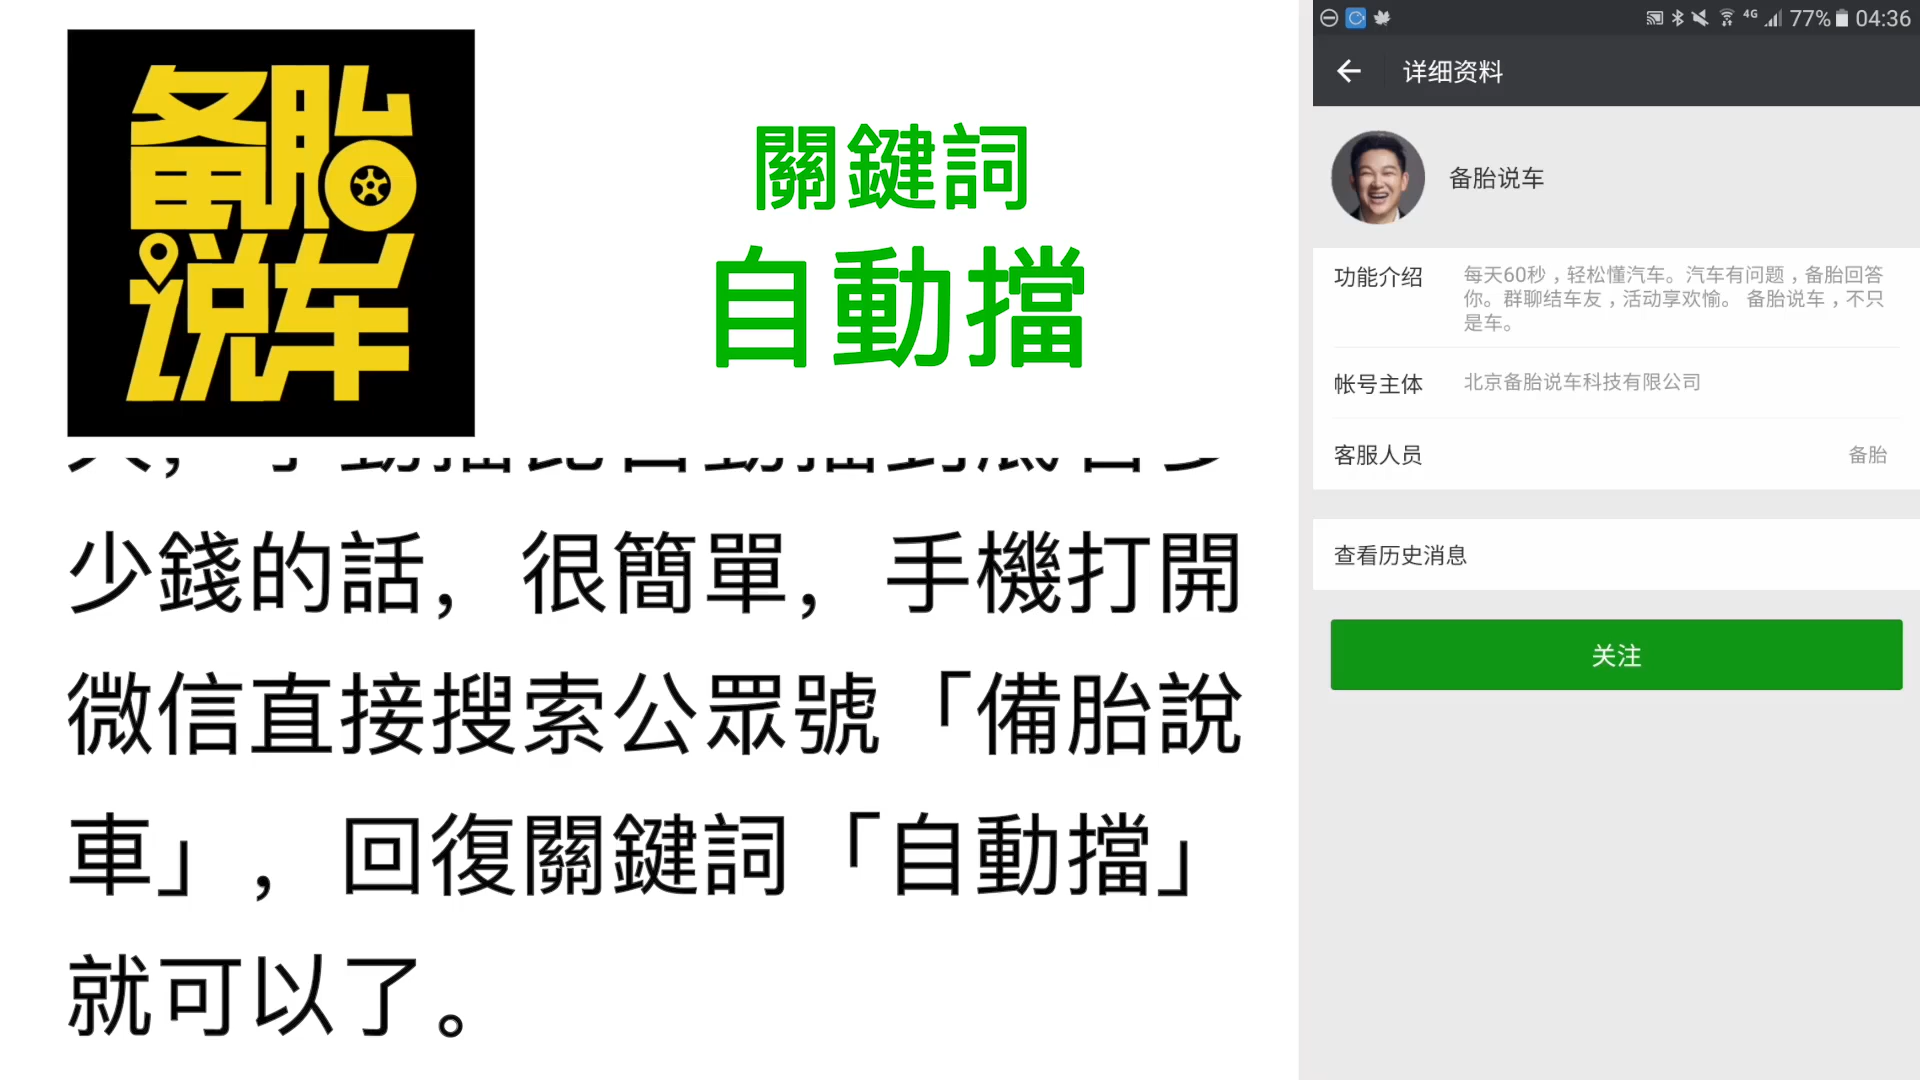 备胎
说车
關鍵詞
自動擋
少錢的話，很簡單，手機打開
微信直接搜索公眾號「備胎說
車」，回復關鍵詞「自動擋」
就可以了。
4G 77% 04:36
详细资料
备胎说车
功能介绍 每天60秒，轻松懂汽车。汽车有问题，备胎回答
你。群聊结车友，活动享欢愉。 备胎说车，不只
是车。
帐号主体 北京备胎说车科技有限公司
客服人员 备胎
查看历史消息
关注